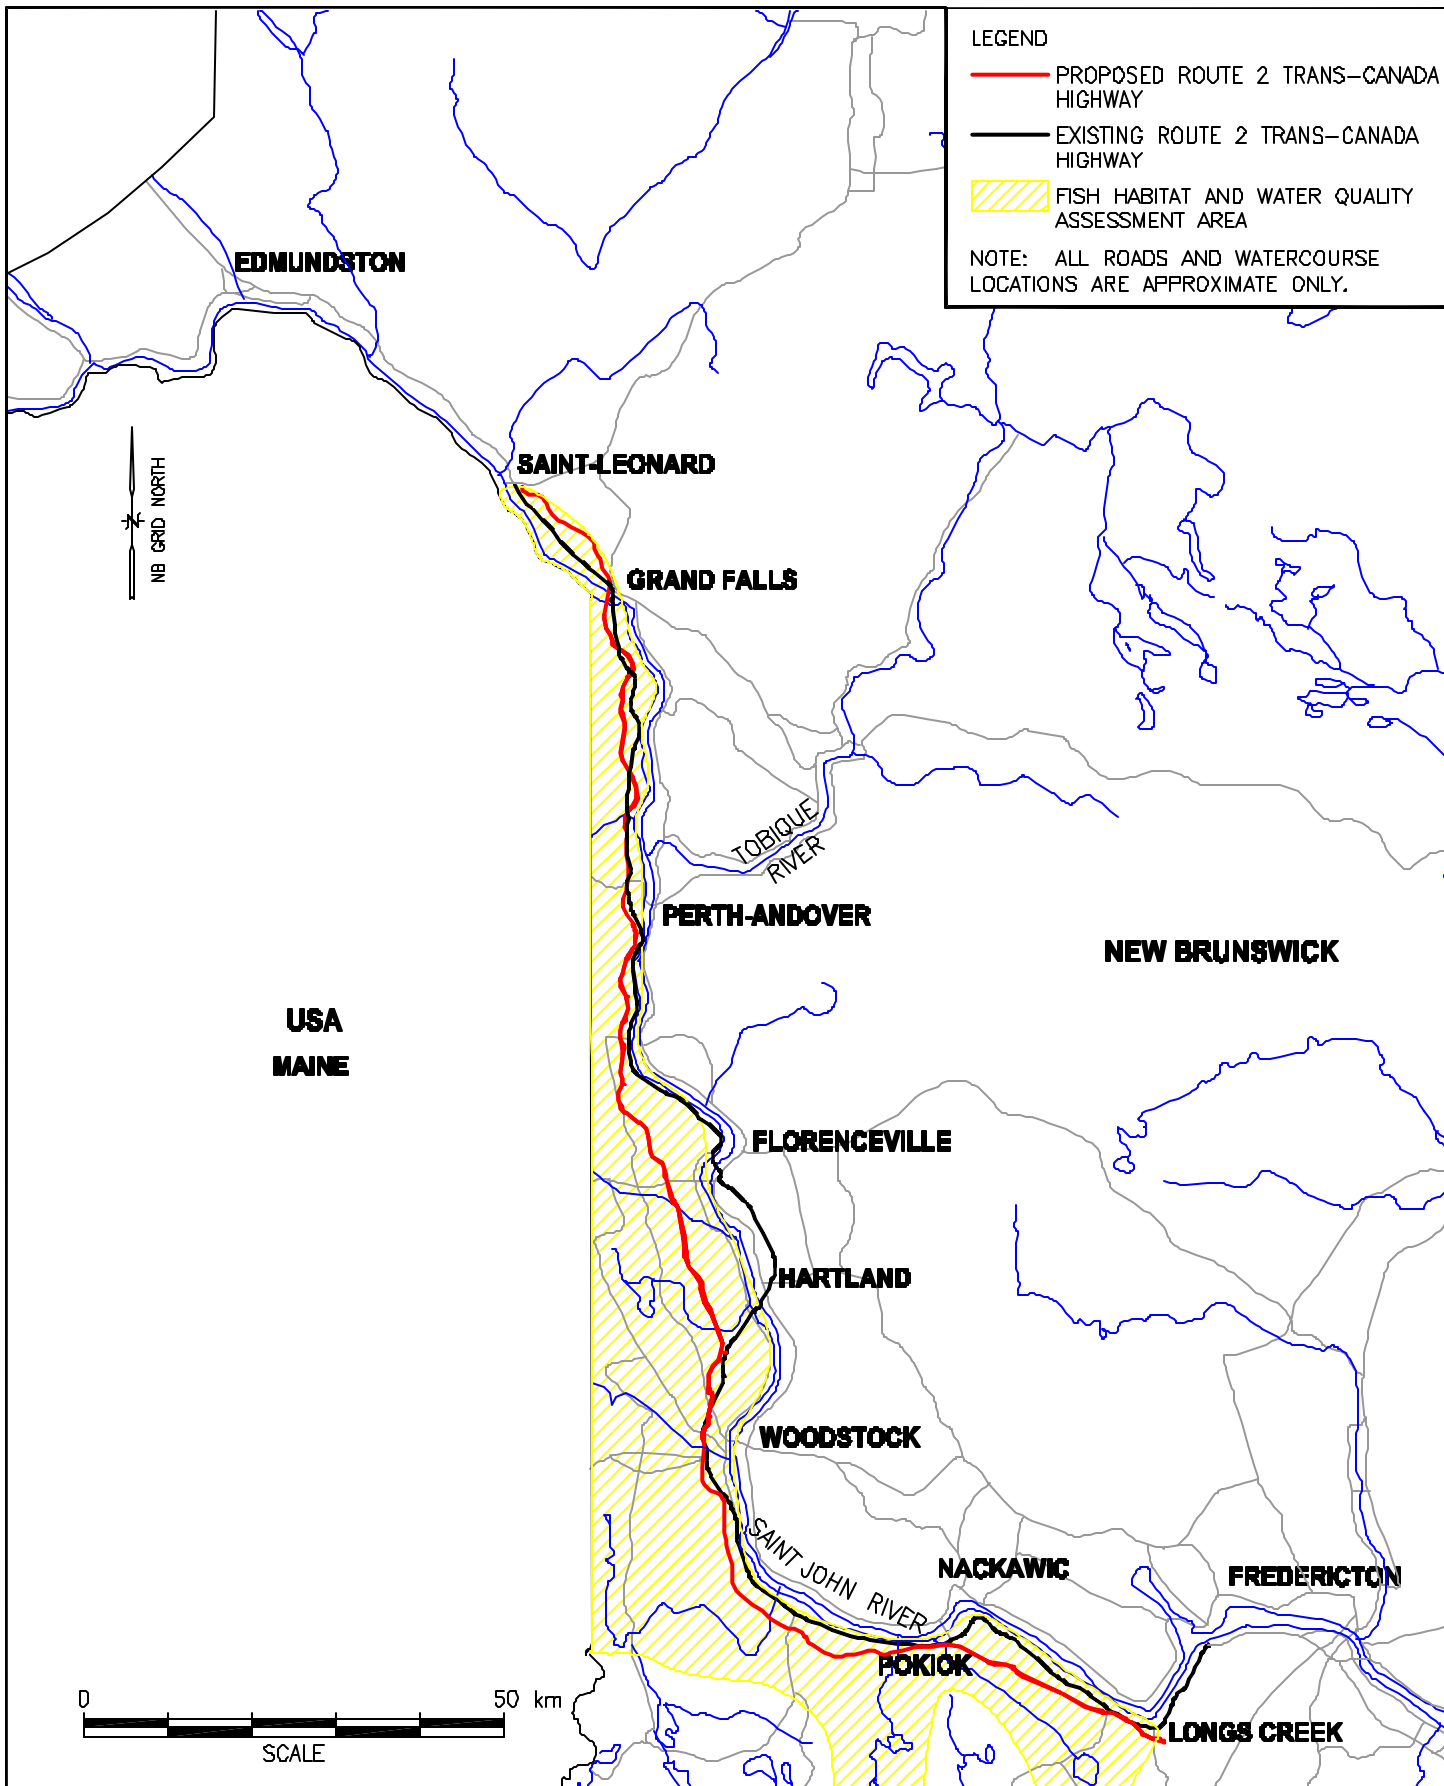 LEGEND
PROPOSED ROUTE 2 TRANS-CANADA
HIGHWAY
EXISTING ROUTE 2 TRANS-CANADA
HIGHWAY
FISH HABITAT AND WATER QUALITY
ASSESSMENT AREA
NOTE: ALL ROADS AND WATERCOURSE
LOCATIONS ARE APPROXIMATE ONLY.
EDMUNDSTON
SAINT-LEONARD
N
NB GRID NORTH
GRAND FALLS
TOBIQUE
RIVER
PERTH-ANDOVER
NEW BRUNSWICK
USA
MAINE
FLORENCEVILLE
HARTLAND
WOODSTOCK
SAINT JOHN RIVER
NACKAWIC
FREDERICTON
POKIOK
LONGS CREEK
0 50 km
SCALE